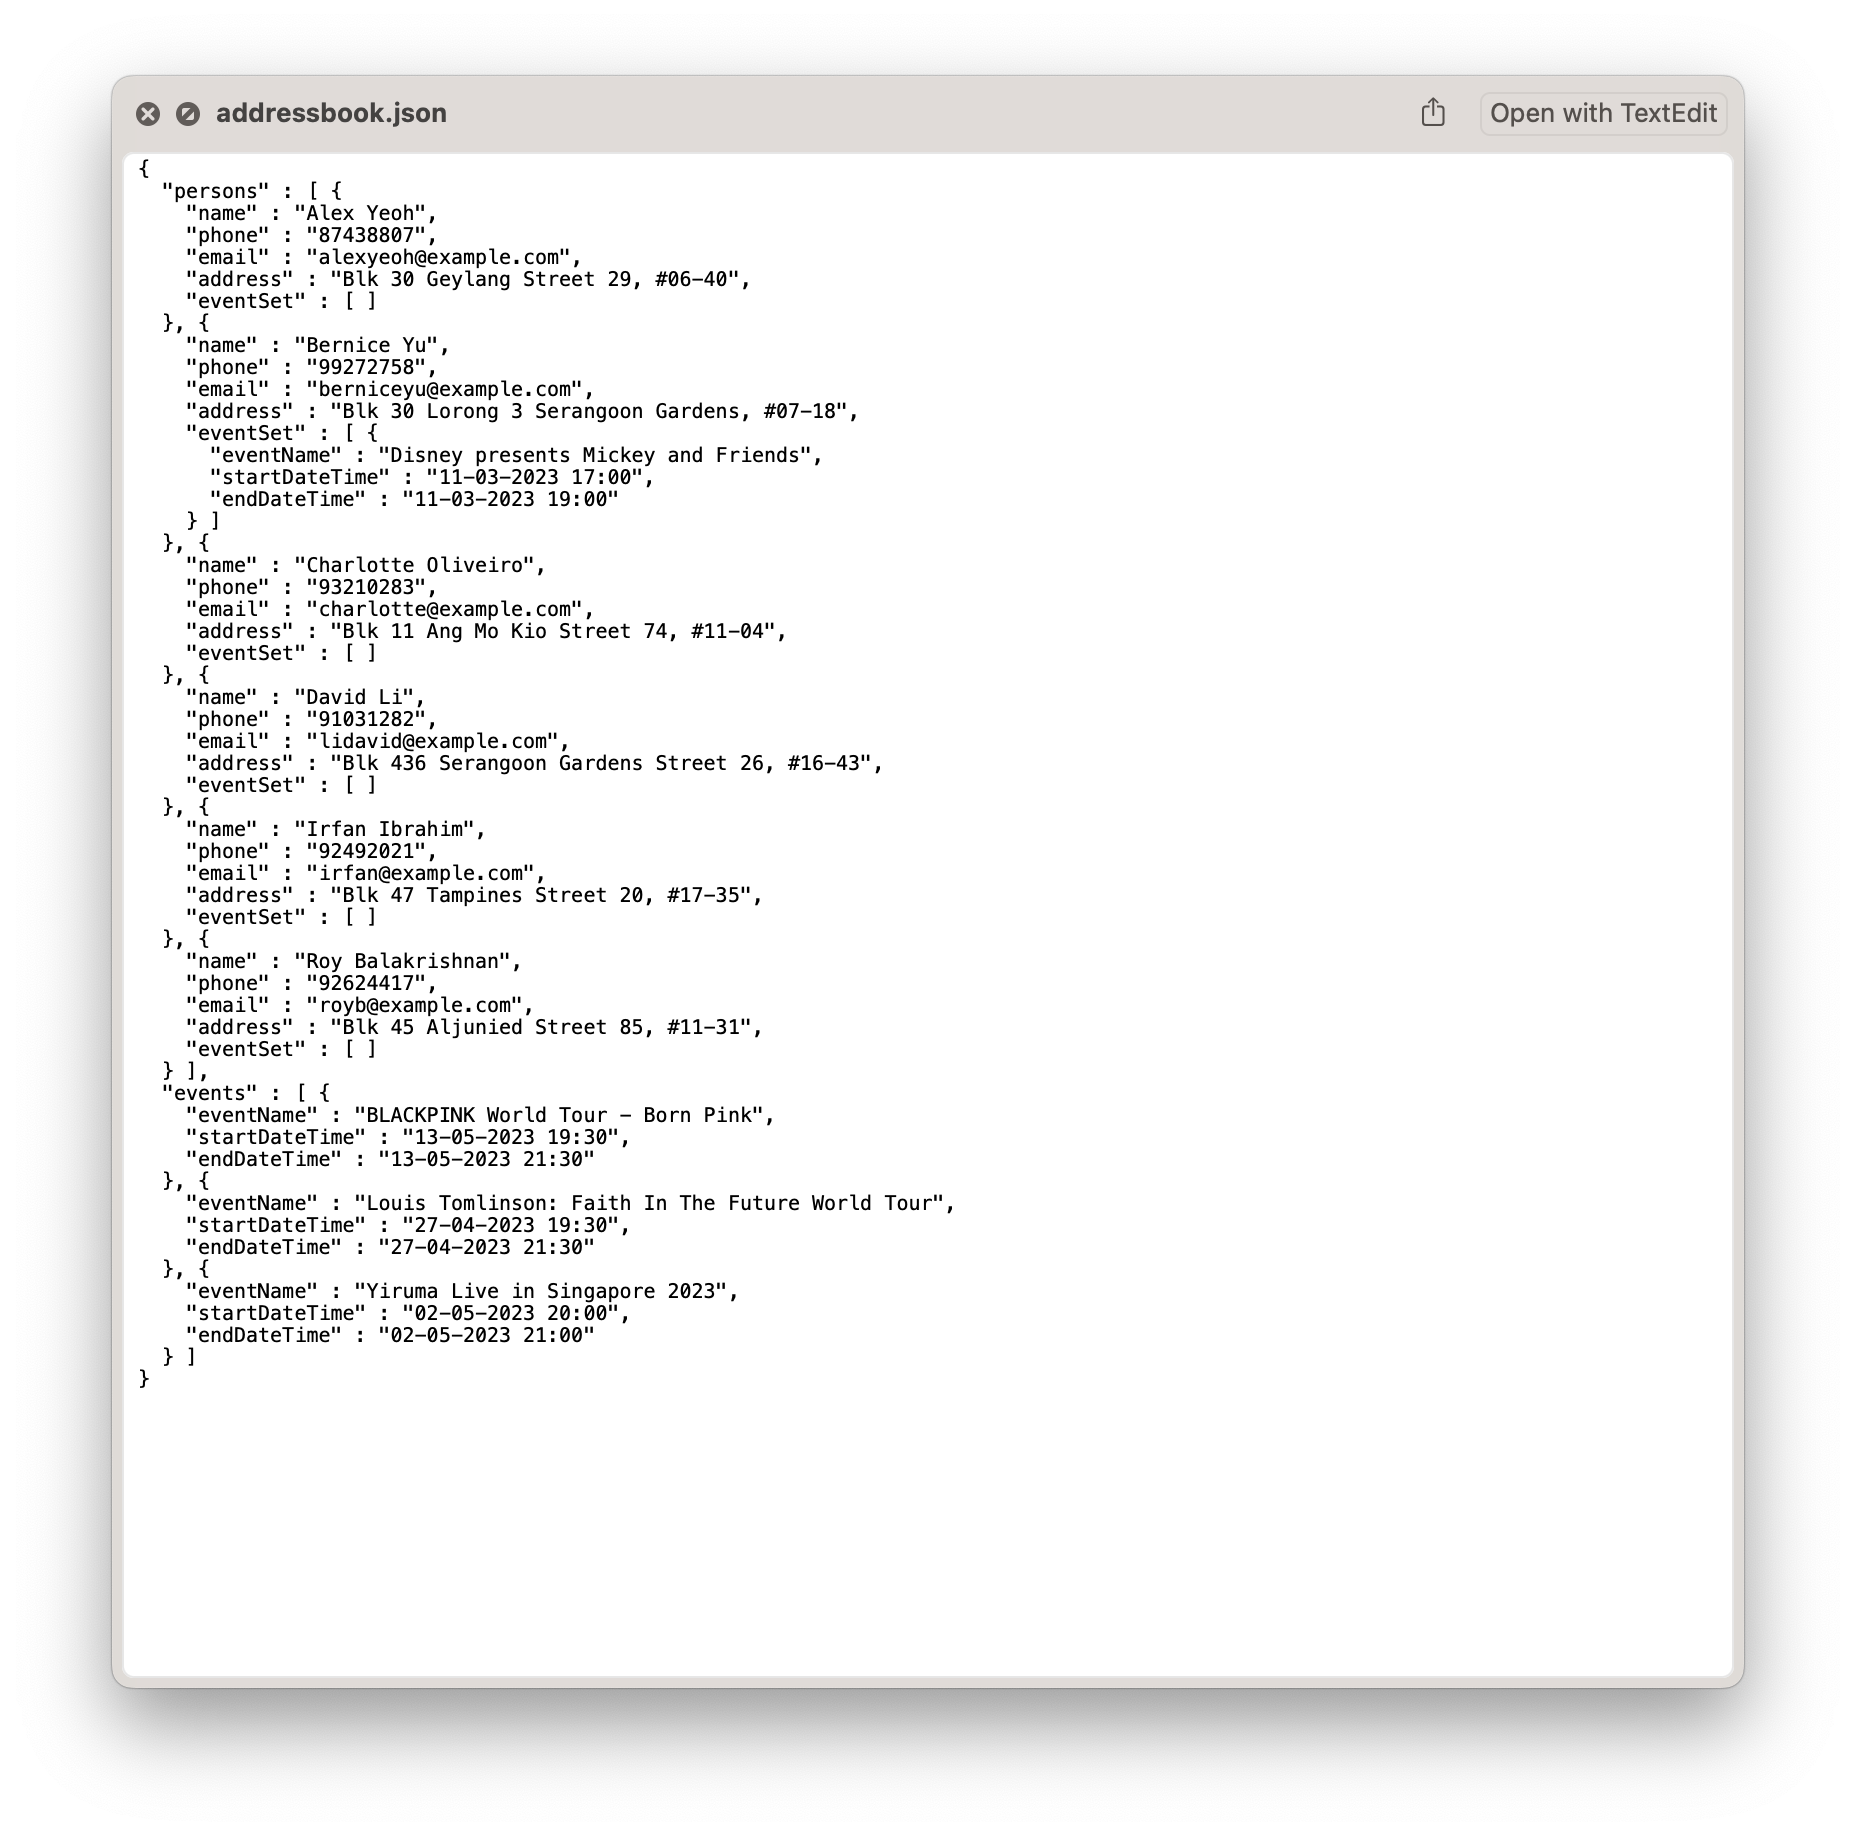 addressbook.json
Open with TextEdit
{
  "persons" : [ {
    "name" : "Alex Yeoh",
    "phone" : "87438807",
    "email" : "alexyeoh@example.com",
    "address" : "Blk 30 Geylang Street 29, #06-40",
    "eventSet" : [ ]
  }, {
    "name" : "Bernice Yu",
    "phone" : "99272758",
    "email" : "berniceyu@example.com",
    "address" : "Blk 30 Lorong 3 Serangoon Gardens, #07-18",
    "eventSet" : [ {
      "eventName" : "Disney presents Mickey and Friends",
      "startDateTime" : "11-03-2023 17:00",
      "endDateTime" : "11-03-2023 19:00"
    } ]
  }, {
    "name" : "Charlotte Oliveiro",
    "phone" : "93210283",
    "email" : "charlotte@example.com",
    "address" : "Blk 11 Ang Mo Kio Street 74, #11-04",
    "eventSet" : [ ]
  }, {
    "name" : "David Li",
    "phone" : "91031282",
    "email" : "lidavid@example.com",
    "address" : "Blk 436 Serangoon Gardens Street 26, #16-43",
    "eventSet" : [ ]
  }, {
    "name" : "Irfan Ibrahim",
    "phone" : "92492021",
    "email" : "irfan@example.com",
    "address" : "Blk 47 Tampines Street 20, #17-35",
    "eventSet" : [ ]
  }, {
    "name" : "Roy Balakrishnan",
    "phone" : "92624417",
    "email" : "royb@example.com",
    "address" : "Blk 45 Aljunied Street 85, #11-31",
    "eventSet" : [ ]
  } ],
  "events" : [ {
    "eventName" : "BLACKPINK World Tour - Born Pink",
    "startDateTime" : "13-05-2023 19:30",
    "endDateTime" : "13-05-2023 21:30"
  }, {
    "eventName" : "Louis Tomlinson: Faith In The Future World Tour",
    "startDateTime" : "27-04-2023 19:30",
    "endDateTime" : "27-04-2023 21:30"
  }, {
    "eventName" : "Yiruma Live in Singapore 2023",
    "startDateTime" : "02-05-2023 20:00",
    "endDateTime" : "02-05-2023 21:00"
  } ]
}